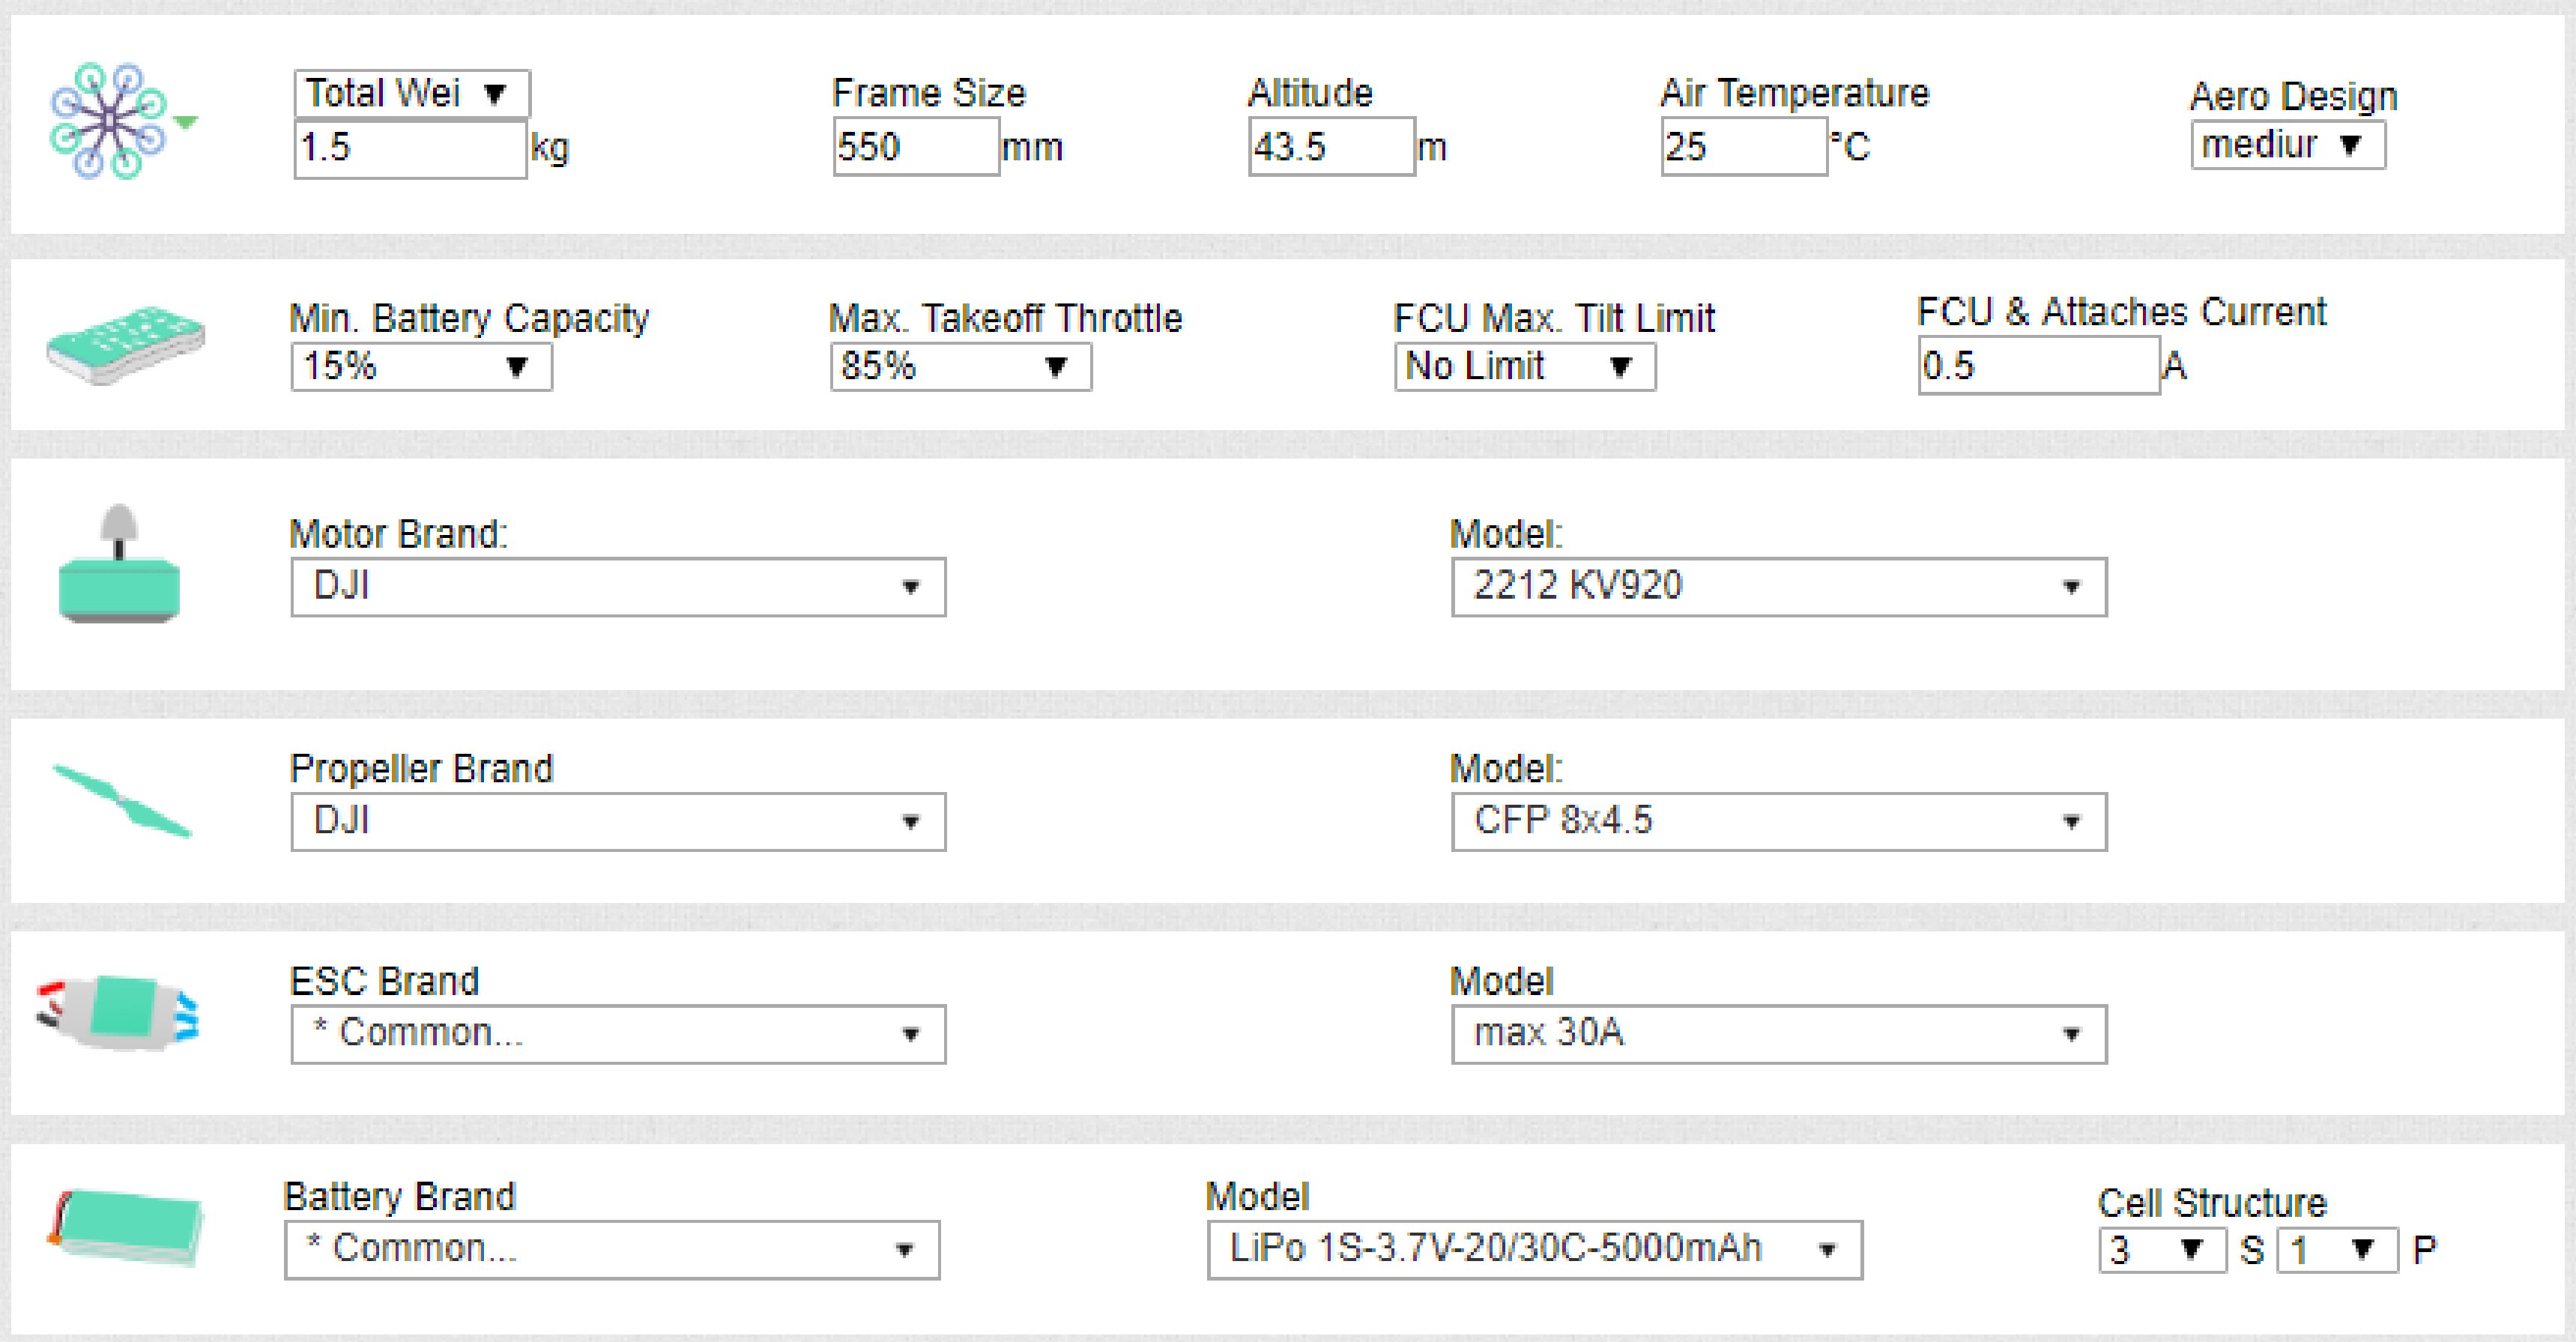 Total Wei
1.5 kg
Frame Size
550 mm
Altitude
43.5 m
Air Temperature
25 °C
Aero Design
mediur
Min. Battery Capacity
15%
Max. Takeoff Throttle
85%
FCU Max. Tilt Limit
No Limit
FCU & Attaches Current
0.5 A
Motor Brand:
DJI
Model:
2212 KV920
Propeller Brand
DJI
Model:
CFP 8x4.5
ESC Brand
* Common...
Model
max 30A
Battery Brand
* Common...
Model
LiPo 1S-3.7V-20/30C-5000mAh
Cell Structure
3 S 1 P